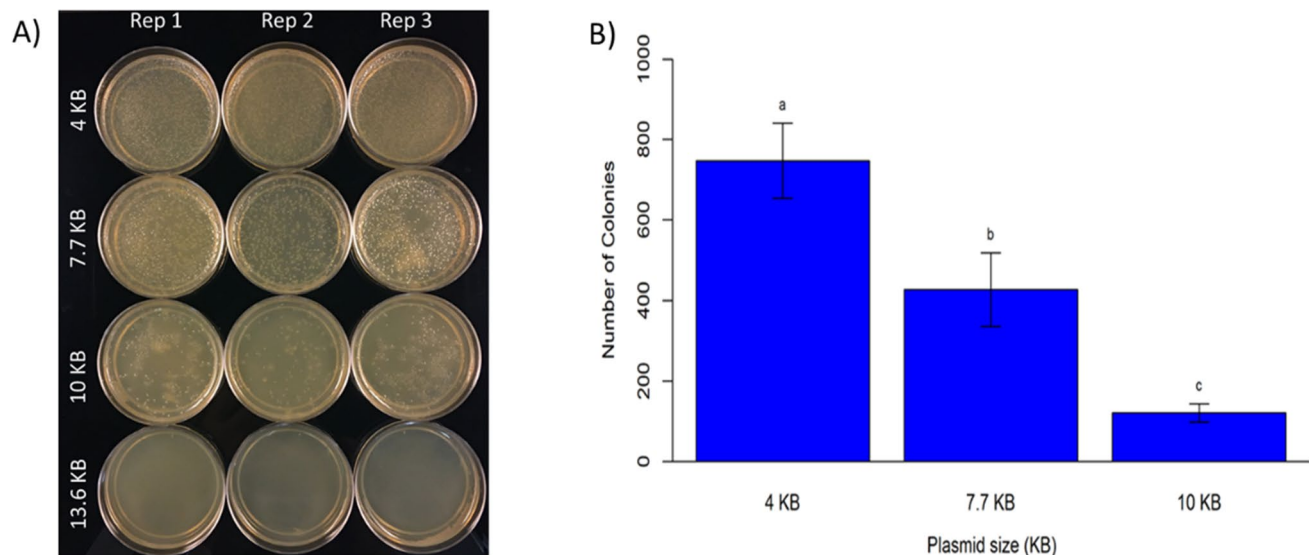 A)
Rep 1 Rep 2 Rep 3
4 KB
7.7 KB
10 KB
13.6 KB
B)
Number of Colonies
1000
800
600
400
200
0
a
b
c
4 KB 7.7 KB 10 KB
Plasmid size (KB)